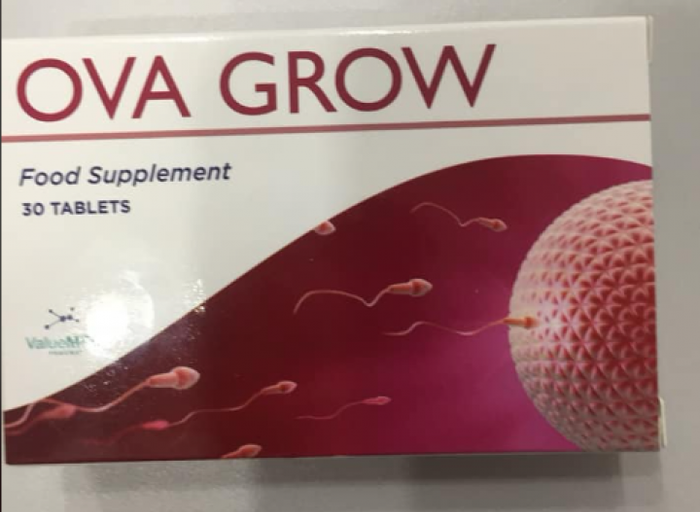 OVA GROW
Food Supplement
30 TABLETS